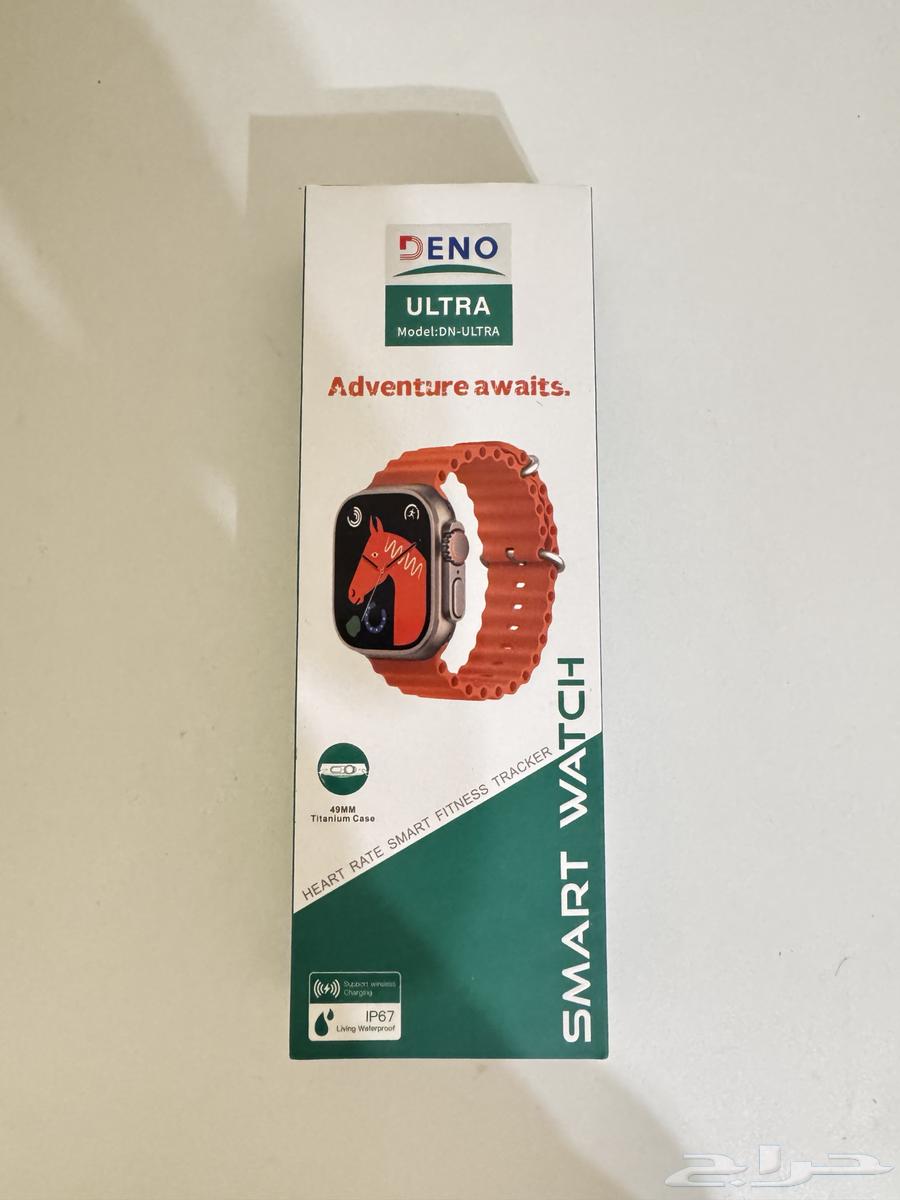 DENO
ULTRA
Model:DN-ULTRA
Adventure awaits.
49MM
Titanium Case
HEART RATE SMART FITNESS TRACKER
SMART WATCH
Support wireless
Charging
IP67
Living Waterproof
حراج